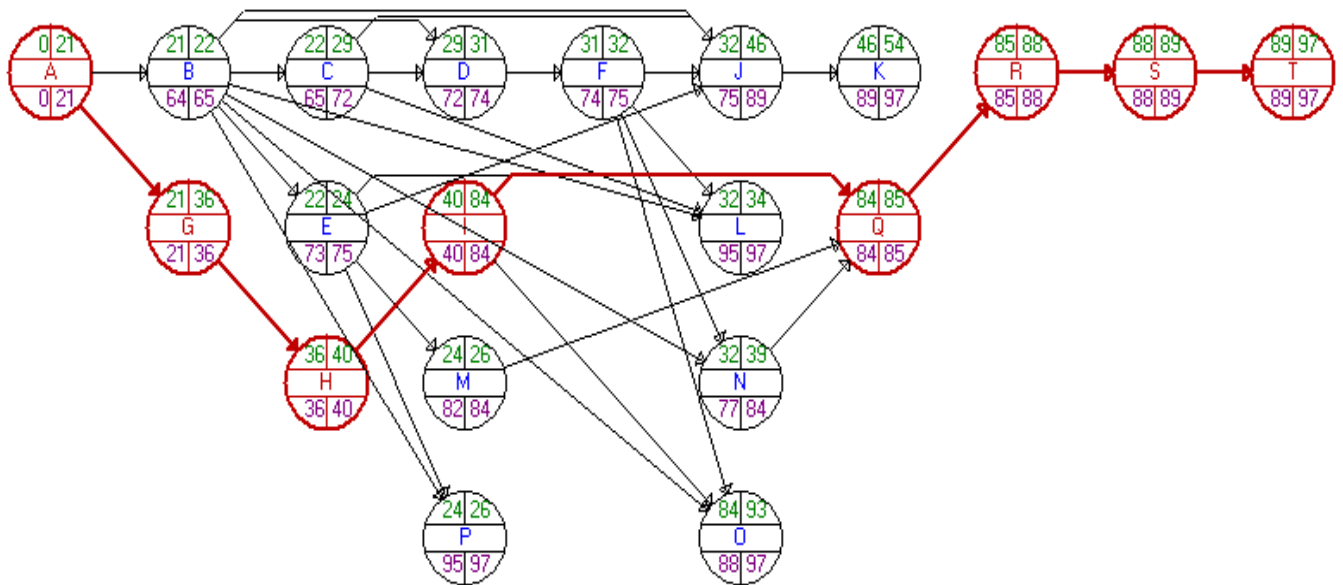 0 21 21 22 22 29 29 31 31 32 32 46 46 54 85 88 88 89 89 97
A B C D F J K R S T
0 21 64 65 65 72 72 74 74 75 75 89 89 97 85 88 88 89 89 97
21 36 22 24 40 84 32 34 84 85
G E I L Q
21 36 73 75 40 84 95 97 84 85
36 40 24 26 32 39
H M N
36 40 82 84 77 84
24 26 84 93
P O
95 97 88 97